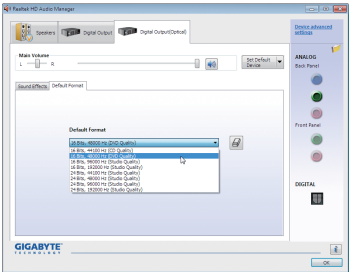 Realtek HD Audio Manager
Speakers
Digital Output
Digital Output(Optical)
Device advanced settings
Main Volume
L
R
Set Default Device
ANALOG
Back Panel
Sound Effects
Default Format
Default Format
16 Bits, 48000 Hz (DVD Quality)
16 Bits, 44100 Hz (CD Quality)
16 Bits, 48000 Hz (DVD Quality)
16 Bits, 96000 Hz (Studio Quality)
16 Bits, 192000 Hz (Studio Quality)
24 Bits, 44100 Hz (Studio Quality)
24 Bits, 48000 Hz (Studio Quality)
24 Bits, 96000 Hz (Studio Quality)
24 Bits, 192000 Hz (Studio Quality)
Front Panel
DIGITAL
GIGABYTE
TECHNOLOGY
OK